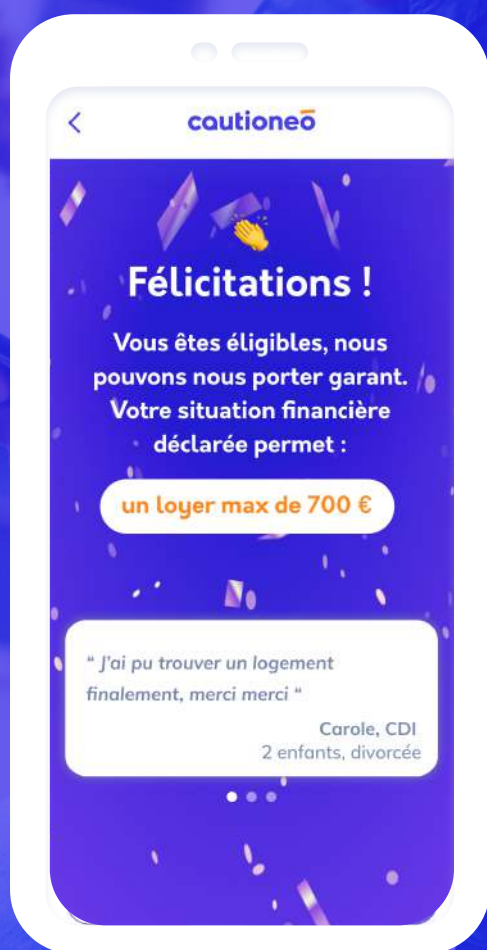 cautioneō
Félicitations !
Vous êtes éligibles, nous
pouvons nous porter garant.
Votre situation financière
déclarée permet :
un loyer max de 700 €
“ J'ai pu trouver un logement
finalement, merci merci “
Carole, CDI
2 enfants, divorcée